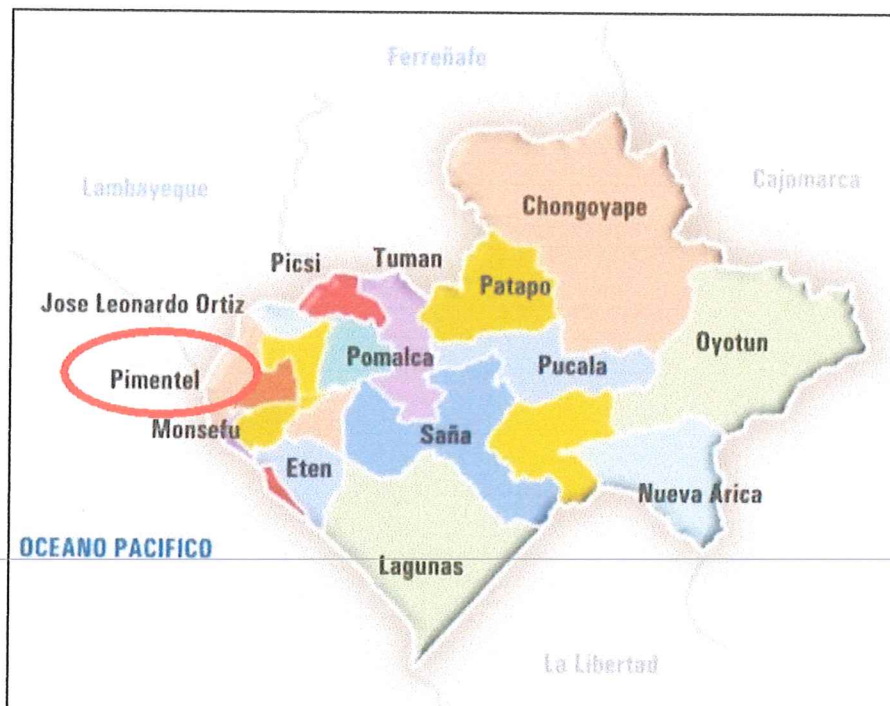 Ferreñafe
Lambayeque
Cajamarca
Chongoyape
Picsi
Tuman
Patapo
Jose Leonardo Ortiz
Oyotun
Pimentel
Pomalca
Pucala
Monsefu
Saña
Eten
Nueva Arica
OCEANO PACIFICO
Lagunas
La Libertad